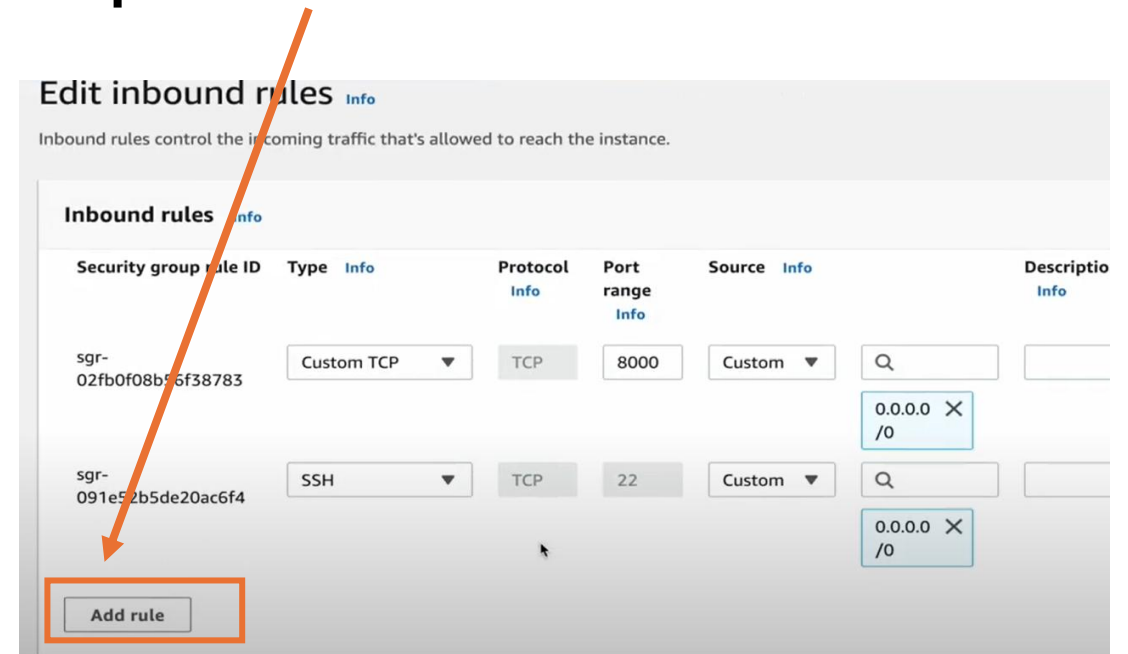 Edit inbound rules Info
Inbound rules control the incoming traffic that's allowed to reach the instance.
Inbound rules Info
Security group rule ID Type Info Protocol Info Port range Info Source Info Info
sgr-
02fb0f08b56f38783
Custom TCP TCP 8000 Custom
0.0.0.0
/0
sgr-
091e52b5de20ac6f4
SSH TCP 22 Custom
0.0.0.0
/0
Add rule